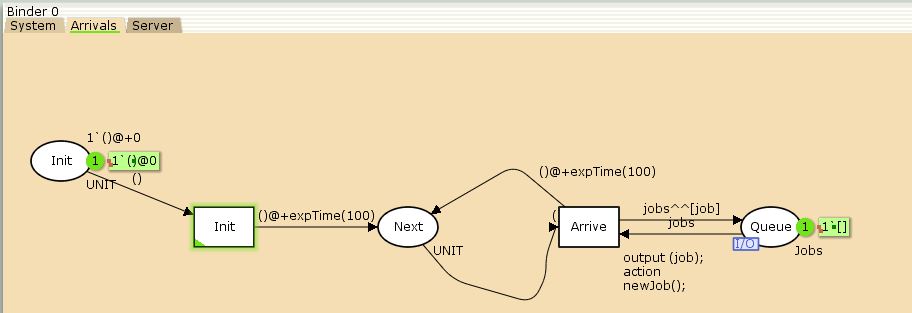 Binder 0
System Arrivals Server
1`()@+0
Init 1 1`()@0
UNIT ()
Init
()@+expTime(100)
Next
UNIT
()@+expTime(100)
(
Arrive
jobs^^[job]
jobs
Queue 1 1`[]
I/O
Jobs
output (job);
action
newJob();